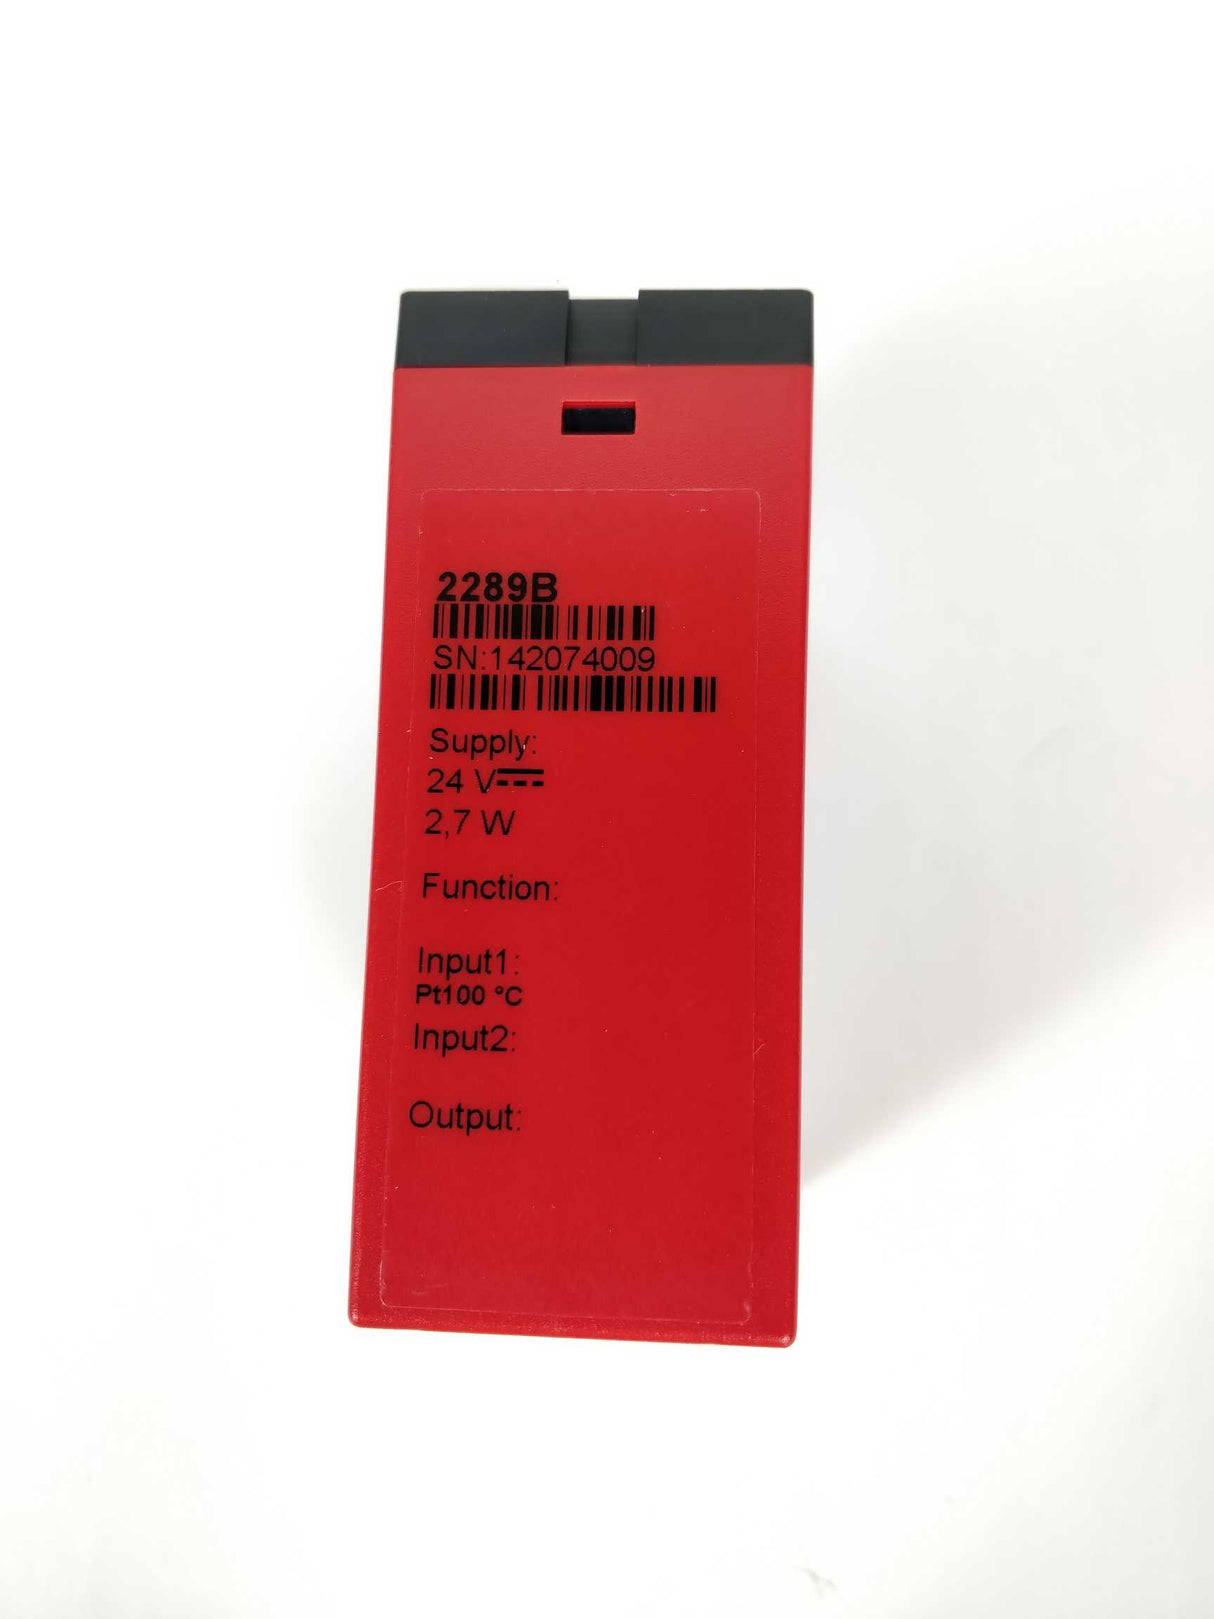 2289B
SN:142074009
Supply:
24 V⎓
2,7 W
Function:
Input1:
Pt100 °C
Input2:
Output: